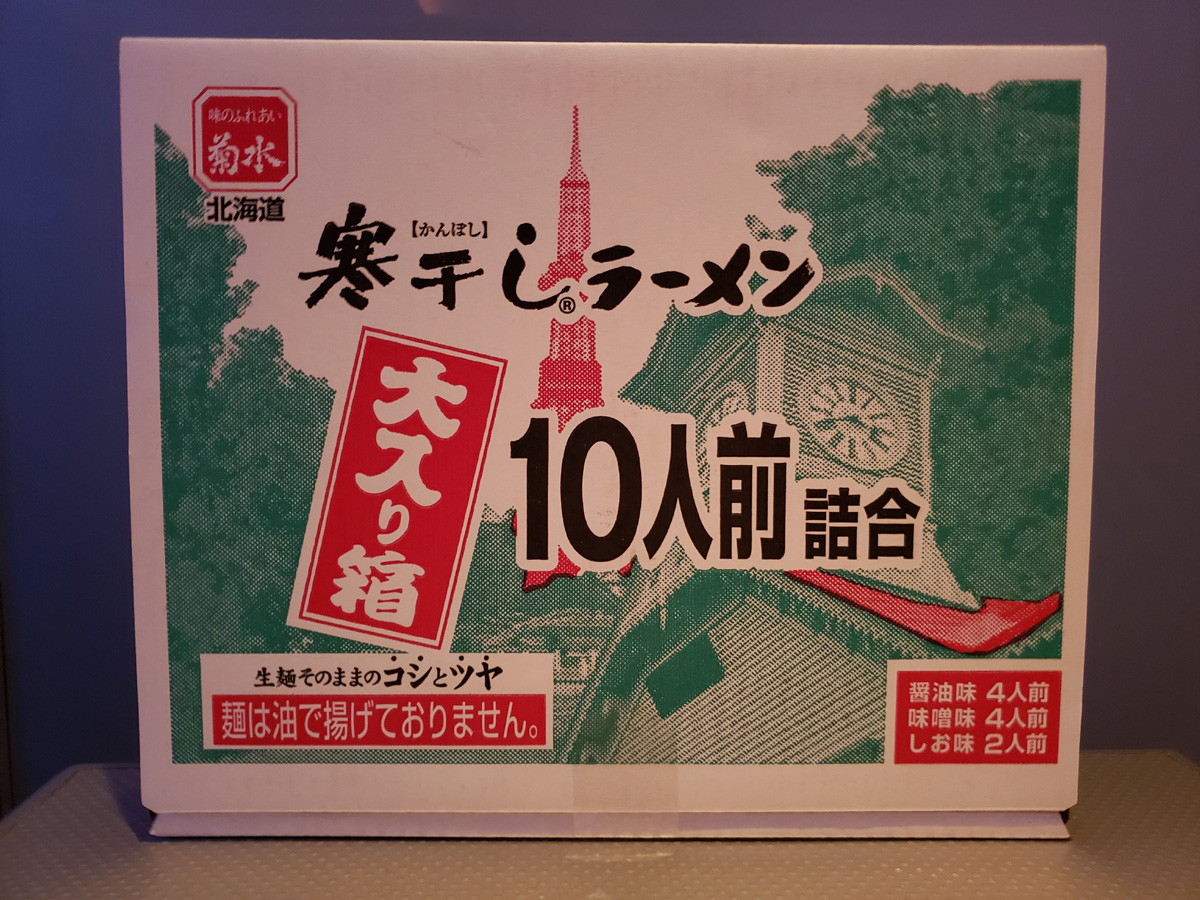 味のふれあい
菊水
北海道
【かんぼし】
寒干し®ラーメン
大入り箱
10人前 詰合
生麺そのままのコシとツヤ
麺は油で揚げておりません。
醤油味 4人前
味噌味 4人前
しお味 2人前